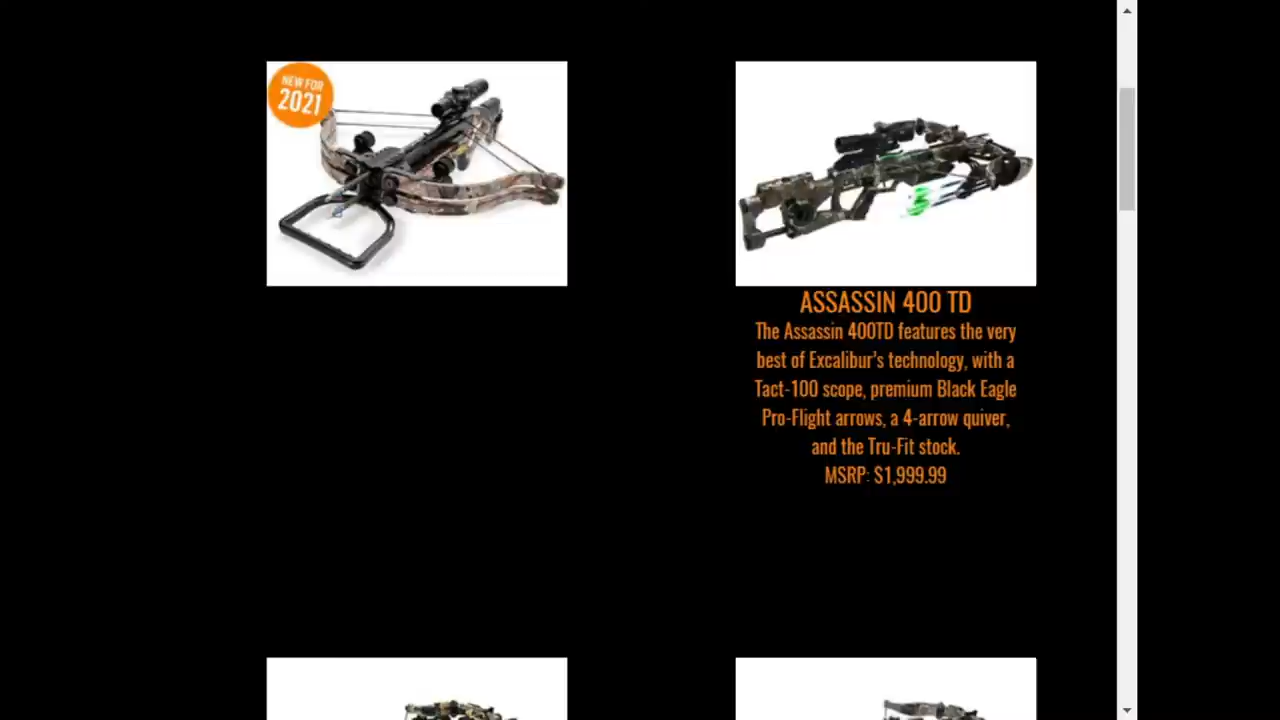 NEW FOR
2021
ASSASSIN 400 TD
The Assassin 400TD features the very
best of Excalibur's technology, with a
Tact-100 scope, premium Black Eagle
Pro-Flight arrows, a 4-arrow quiver,
and the Tru-Fit stock.
MSRP: $1,999.99